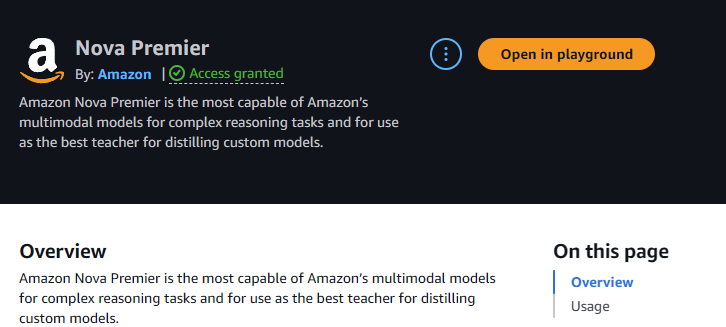 Nova Premier
By: Amazon | Access granted
Open in playground
Amazon Nova Premier is the most capable of Amazon's
multimodal models for complex reasoning tasks and for use
as the best teacher for distilling custom models.
Overview
Amazon Nova Premier is the most capable of Amazon's multimodal models
for complex reasoning tasks and for use as the best teacher for distilling
custom models.
On this page
Overview
Usage